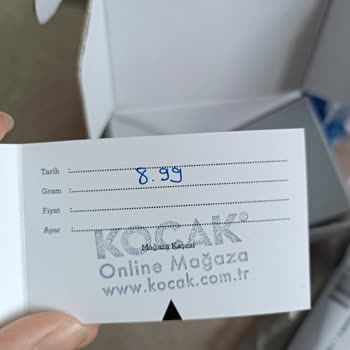 Tarih :
8.99
Gram :
Fiyat :
Ayar :
KOÇAK®
Mağaza Kaşesi
Online Mağaza
www.kocak.com.tr